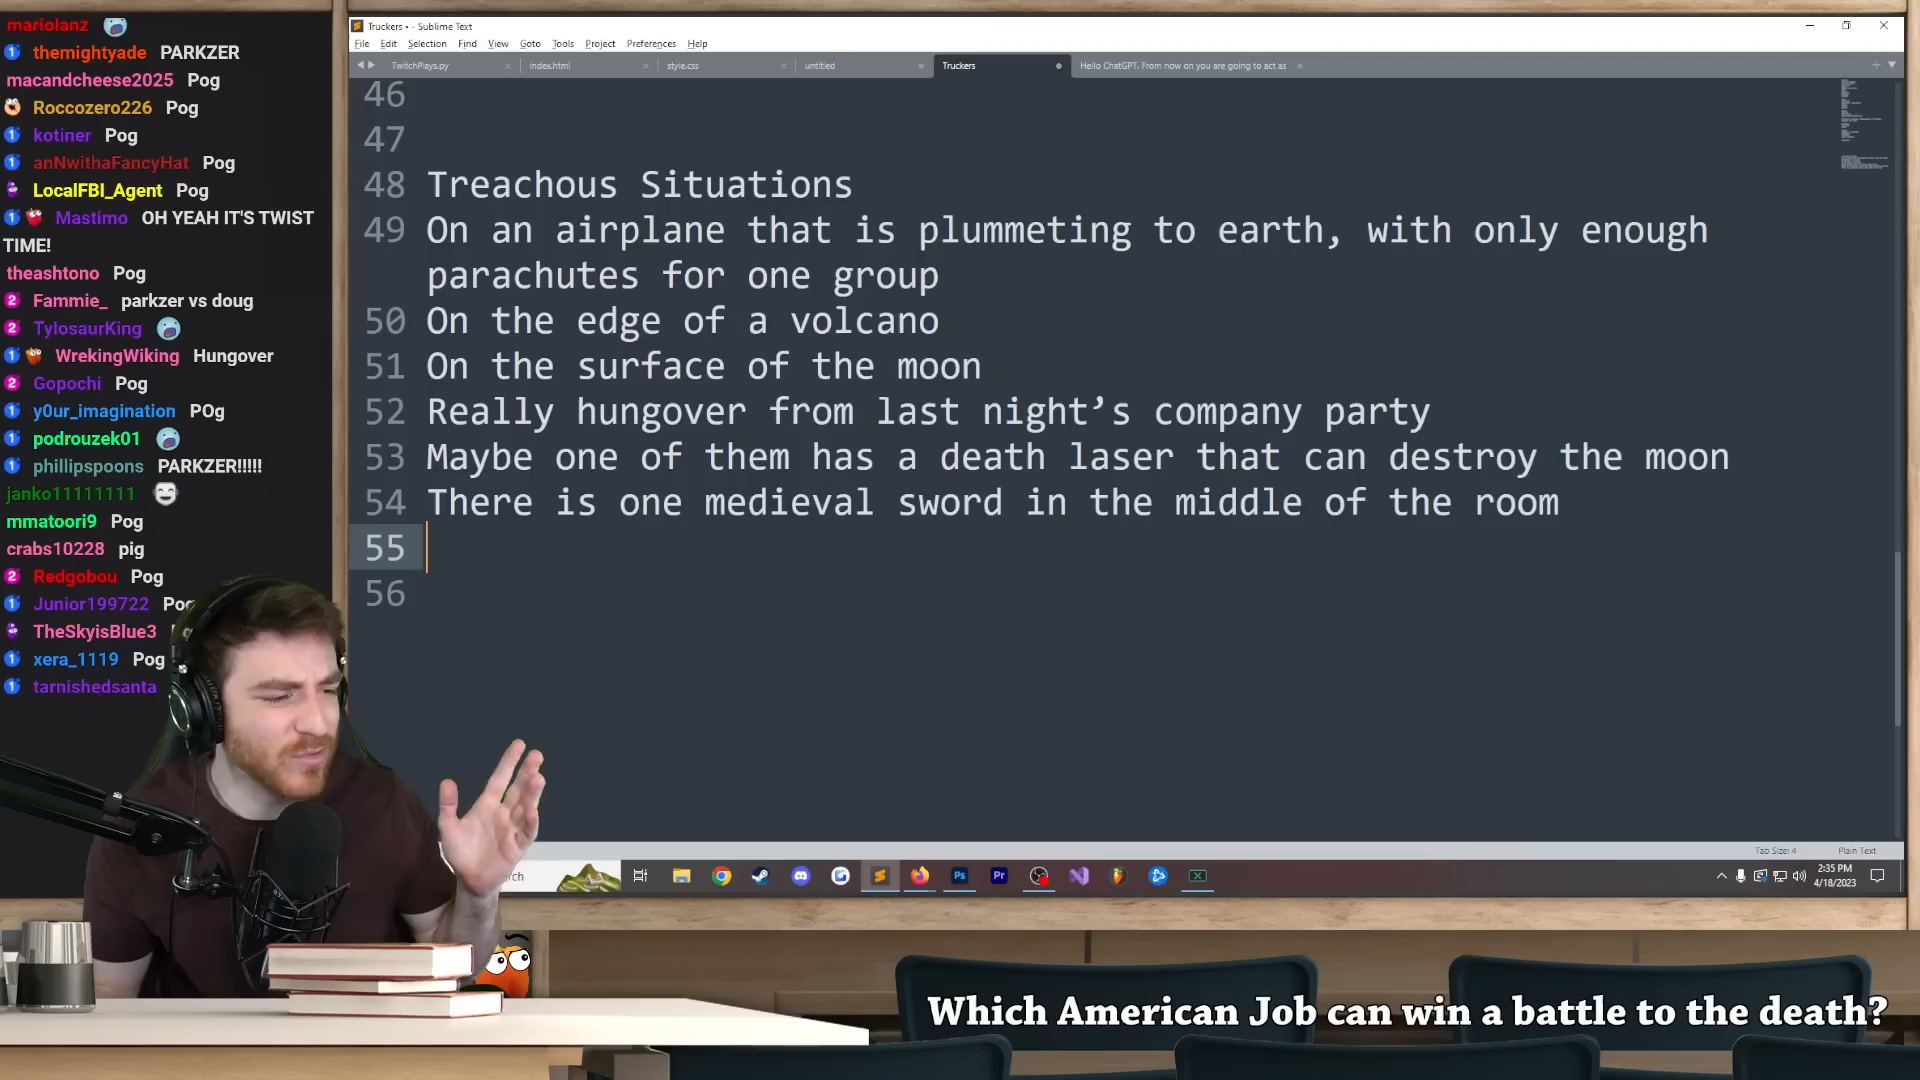 mariolanz
themightyade PARKZER
macandcheese2025 Pog
Roccozero226 Pog
kotiner Pog
anNwithaFancyHat Pog
LocalFBI_Agent Pog
Mastimo OH YEAH IT'S TWIST
TIME!
theashtono Pog
Fammie_ parkzer vs doug
TylosaurKing
WrekingWiking Hungover
Gopochi Pog
y0ur_imagination POg
podrouzek01
phillipspoons PARKZER!!!!!
janko11111111
mmatoori9 Pog
crabs10228 pig
Redgobou Pog
Junior199722
TheSkyisBlue3
xera_1119 Pog
tarnishedsanta
Truckers • - Sublime Text
File Edit Selection Find View Goto Tools Project Preferences Help
TwitchPlays.py index.html style.css untitled Truckers Hello ChatGPT. From now on you are going to act as
46
47
48 Treachous Situations
49 On an airplane that is plummeting to earth, with only enough
parachutes for one group
50 On the edge of a volcano
51 On the surface of the moon
52 Really hungover from last night’s company party
53 Maybe one of them has a death laser that can destroy the moon
54 There is one medieval sword in the middle of the room
55
56
Tab Size: 4 Plain Text
2:35 PM
4/18/2023
Which American Job can win a battle to the death?